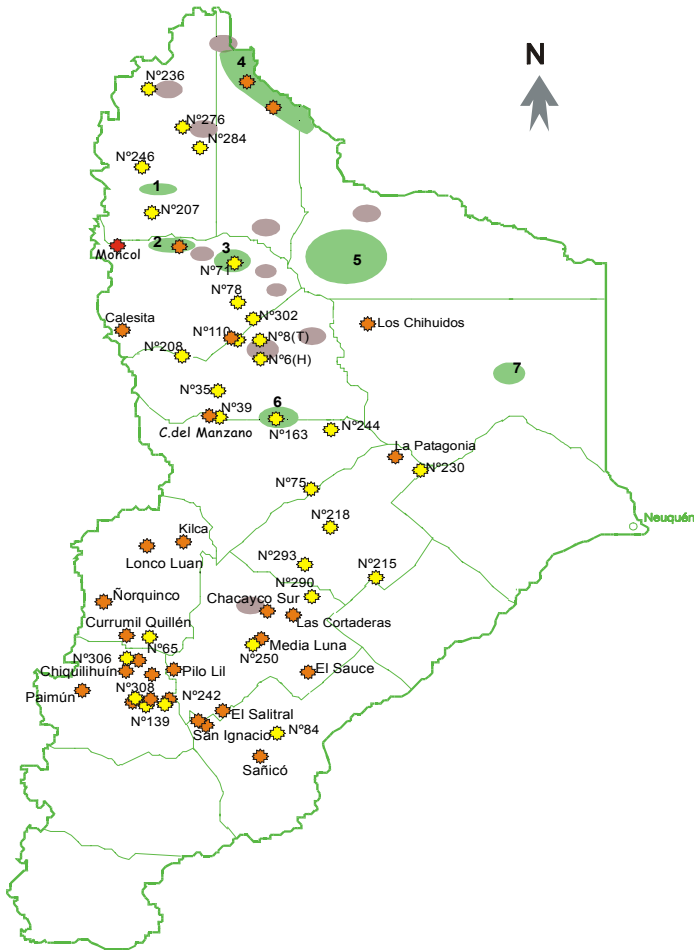 N
4
Nº236
Nº276
Nº284
Nº246
1
Nº207
2
3
Moncol
Nº71
5
Nº78
Calesita
Nº302
Los Chihuidos
Nº110
Nº8(T)
Nº208
Nº6(H)
7
Nº35
Nº39
6
C.del Manzano
Nº163
Nº244
La Patagonia
Nº230
Nº75
Nº218
Neuquén
Kilca
Lonco Luan
Nº293
Nº215
Nº290
Ñorquinco
Chacayco Sur
Las Cortaderas
Currumil Quillén
Nº65
Media Luna
Nº306
Nº250
Chiquilihuín
Pilo Lil
El Sauce
Paimún
Nº308
Nº242
Nº139
El Salitral
San Ignacio
Nº84
Sañicó